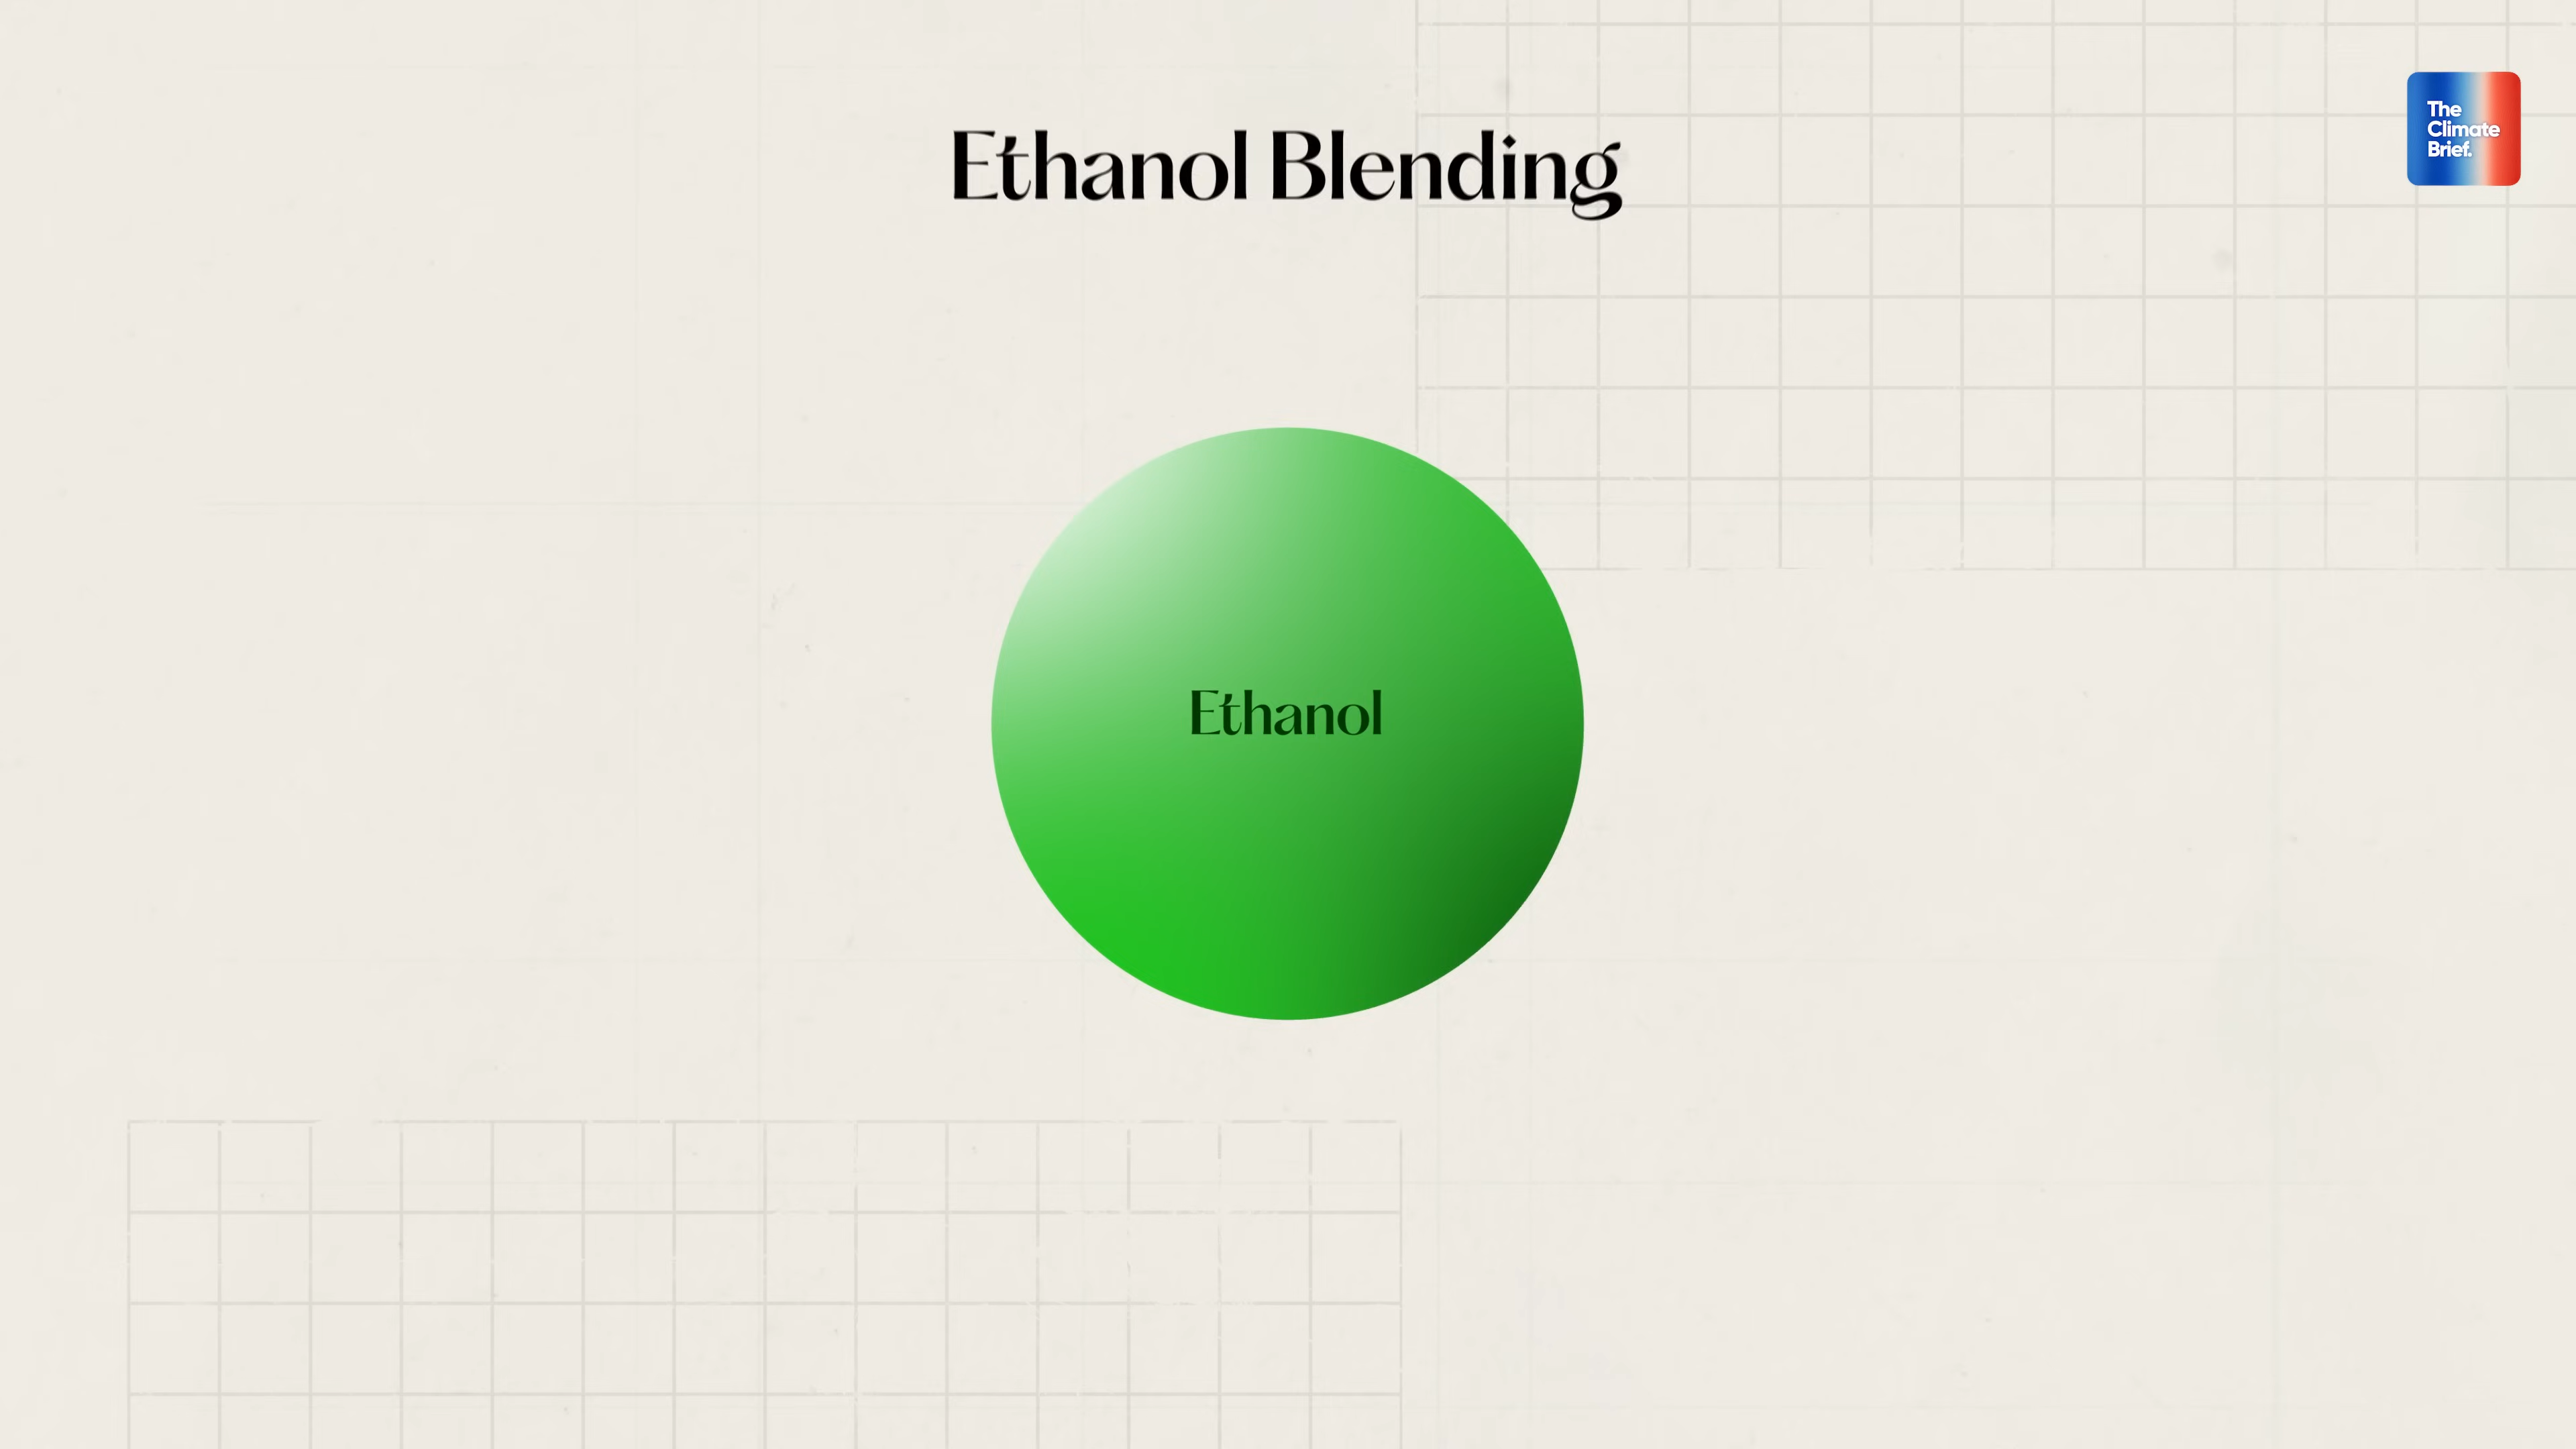 Ethanol Blending
The
Climate
Brief.
Ethanol